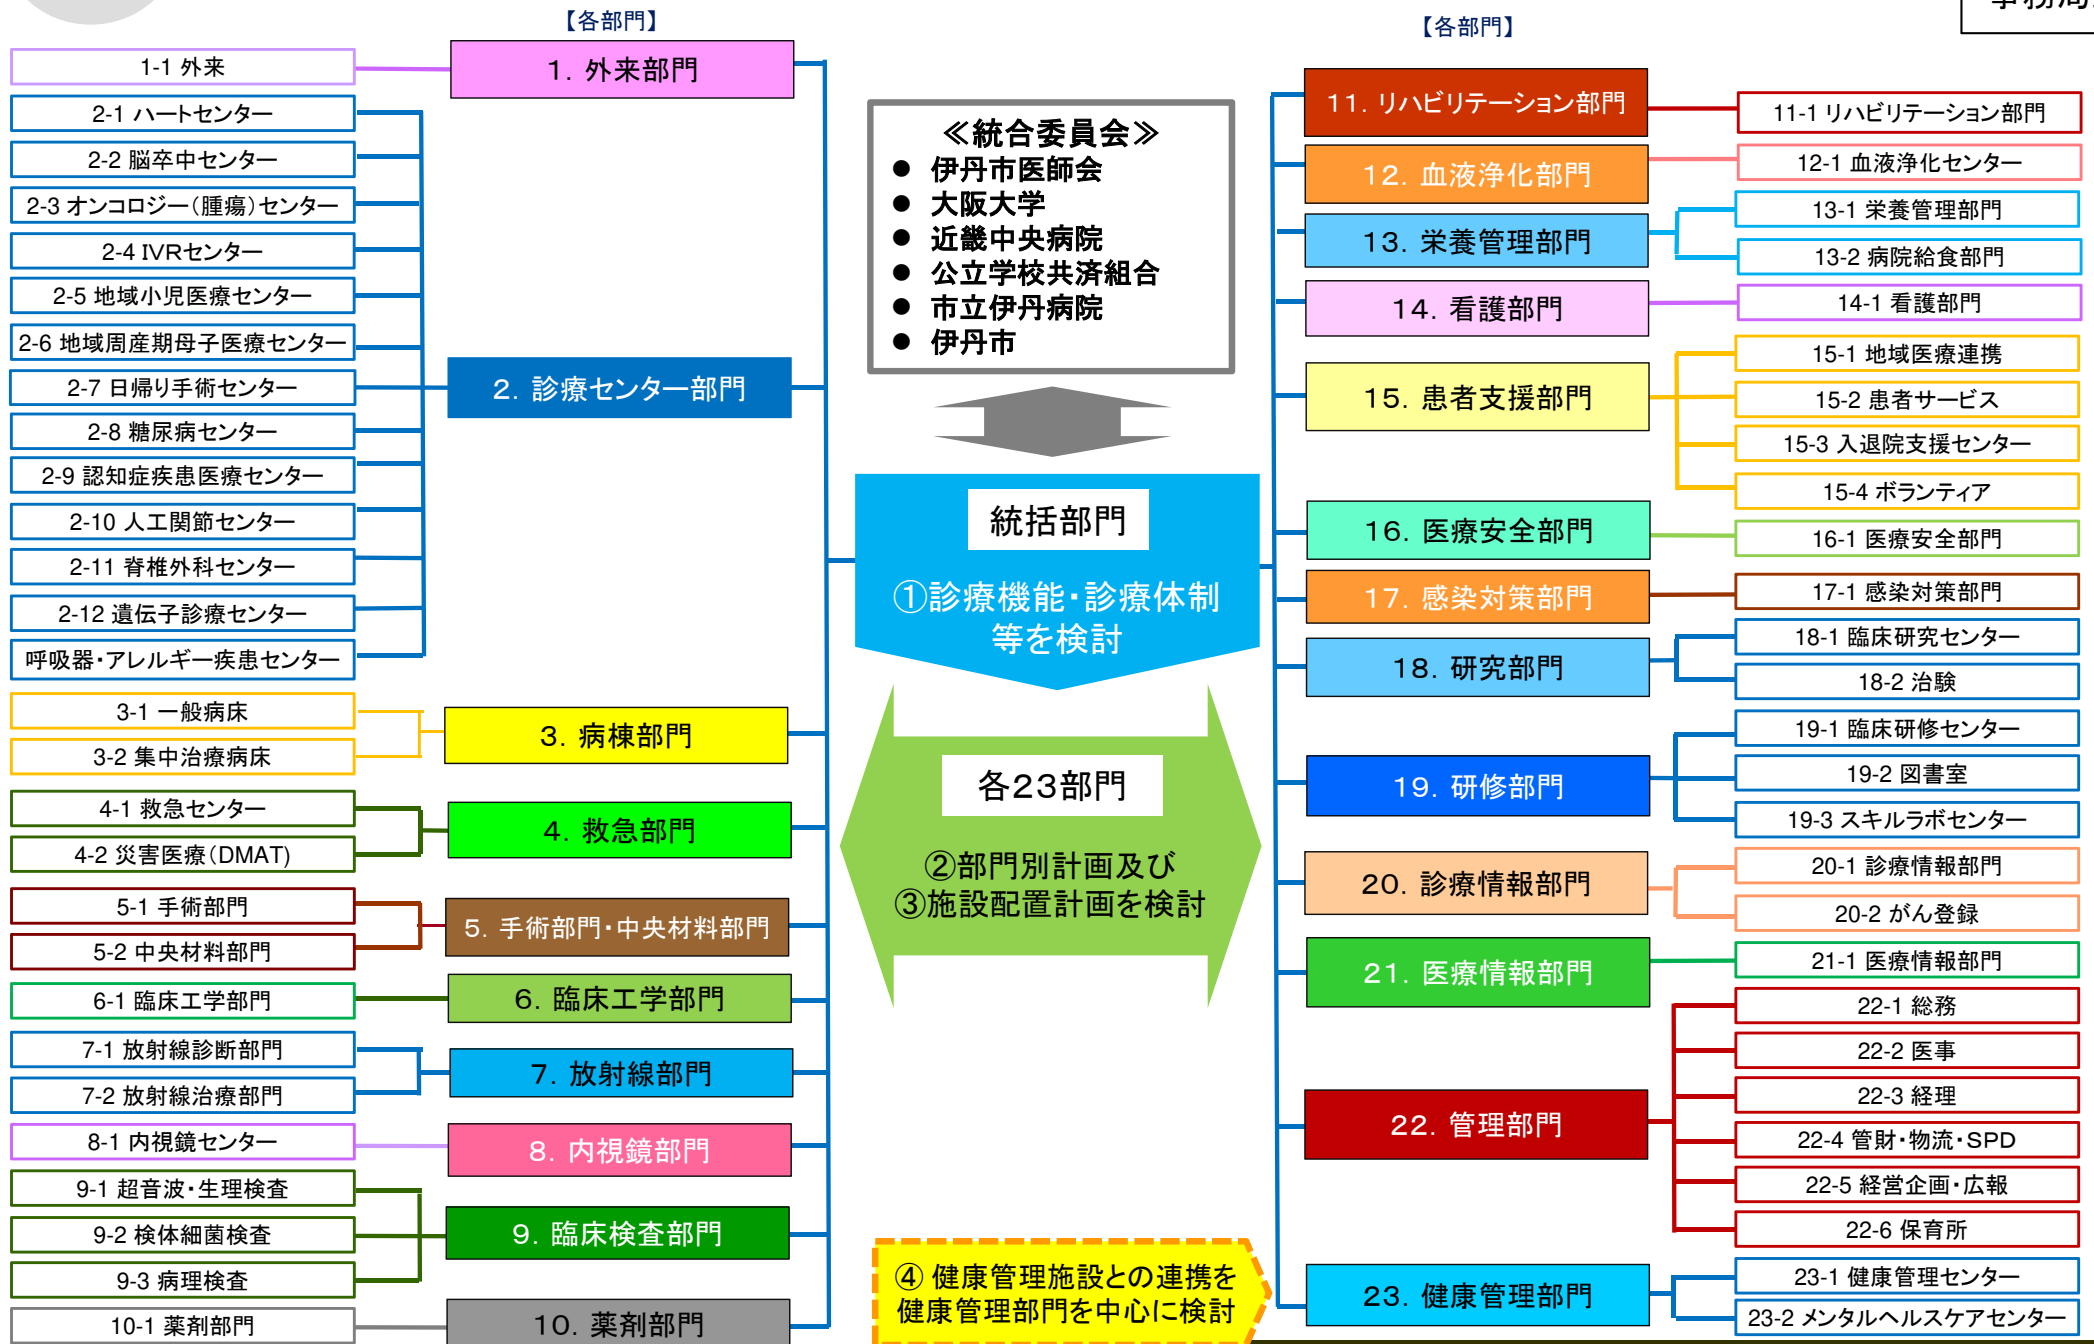 事務局
【各部門】
1-1 外来
1. 外来部門
2-1 ハートセンター
2-2 脳卒中センター
2-3 オンコロジー（腫瘍）センター
2-4 IVRセンター
2-5 地域小児医療センター
2-6 地域周産期母子医療センター
2-7 日帰り手術センター
2-8 糖尿病センター
2-9 認知症疾患医療センター
2-10 人工関節センター
2-11 脊椎外科センター
2-12 遺伝子診療センター
呼吸器・アレルギー疾患センター
2. 診療センター部門
3-1 一般病床
3-2 集中治療病床
3. 病棟部門
4-1 救急センター
4-2 災害医療（DMAT)
4. 救急部門
5-1 手術部門
5-2 中央材料部門
5. 手術部門・中央材料部門
6-1 臨床工学部門
6. 臨床工学部門
7-1 放射線診断部門
7-2 放射線治療部門
7. 放射線部門
8-1 内視鏡センター
8. 内視鏡部門
9-1 超音波・生理検査
9-2 検体細菌検査
9-3 病理検査
9. 臨床検査部門
10-1 薬剤部門
10. 薬剤部門
≪統合委員会≫
● 伊丹市医師会
● 大阪大学
● 近畿中央病院
● 公立学校共済組合
● 市立伊丹病院
● 伊丹市
統括部門
①診療機能・診療体制
等を検討
各23部門
②部門別計画及び
③施設配置計画を検討
④ 健康管理施設との連携を
健康管理部門を中心に検討
【各部門】
11. リハビリテーション部門
11-1 リハビリテーション部門
12. 血液浄化部門
12-1 血液浄化センター
13. 栄養管理部門
13-1 栄養管理部門
13-2 病院給食部門
14. 看護部門
14-1 看護部門
15. 患者支援部門
15-1 地域医療連携
15-2 患者サービス
15-3 入退院支援センター
15-4 ボランティア
16. 医療安全部門
16-1 医療安全部門
17. 感染対策部門
17-1 感染対策部門
18. 研究部門
18-1 臨床研究センター
18-2 治験
19. 研修部門
19-1 臨床研修センター
19-2 図書室
19-3 スキルラボセンター
20. 診療情報部門
20-1 診療情報部門
20-2 がん登録
21. 医療情報部門
21-1 医療情報部門
22. 管理部門
22-1 総務
22-2 医事
22-3 経理
22-4 管財・物流・SPD
22-5 経営企画・広報
22-6 保育所
23. 健康管理部門
23-1 健康管理センター
23-2 メンタルヘルスケアセンター